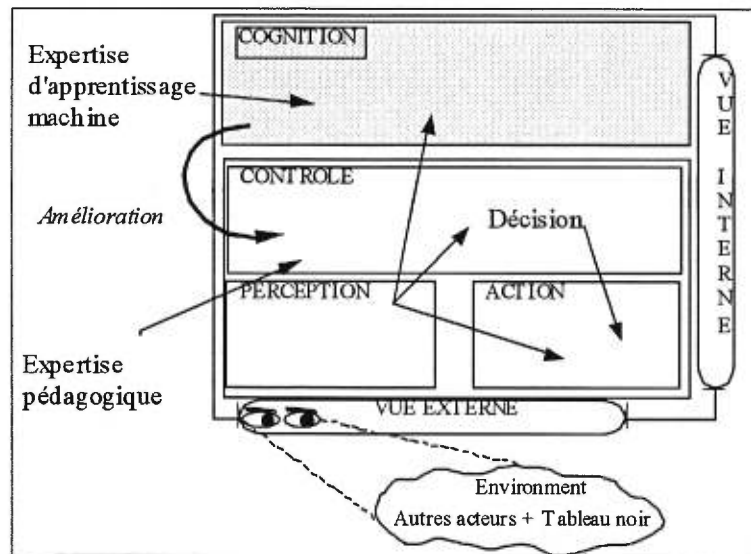 COGNITION
Expertise
d'apprentissage
machine
CONTROLE
Amélioration
Décision
PERCEPTION
ACTION
Expertise
pédagogique
VUE EXTERNE
VUE INTERNE
Environment
Autres acteurs + Tableau noir